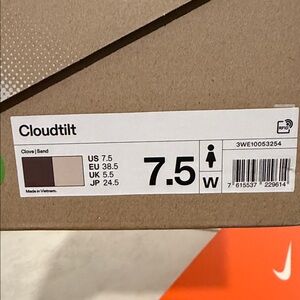 Cloudtilt
RFID
Clove | Sand
US 7.5
EU 38.5
UK 5.5
JP 24.5
Made in Vietnam.
7.5
W
3WE10053254
7 615537 229614